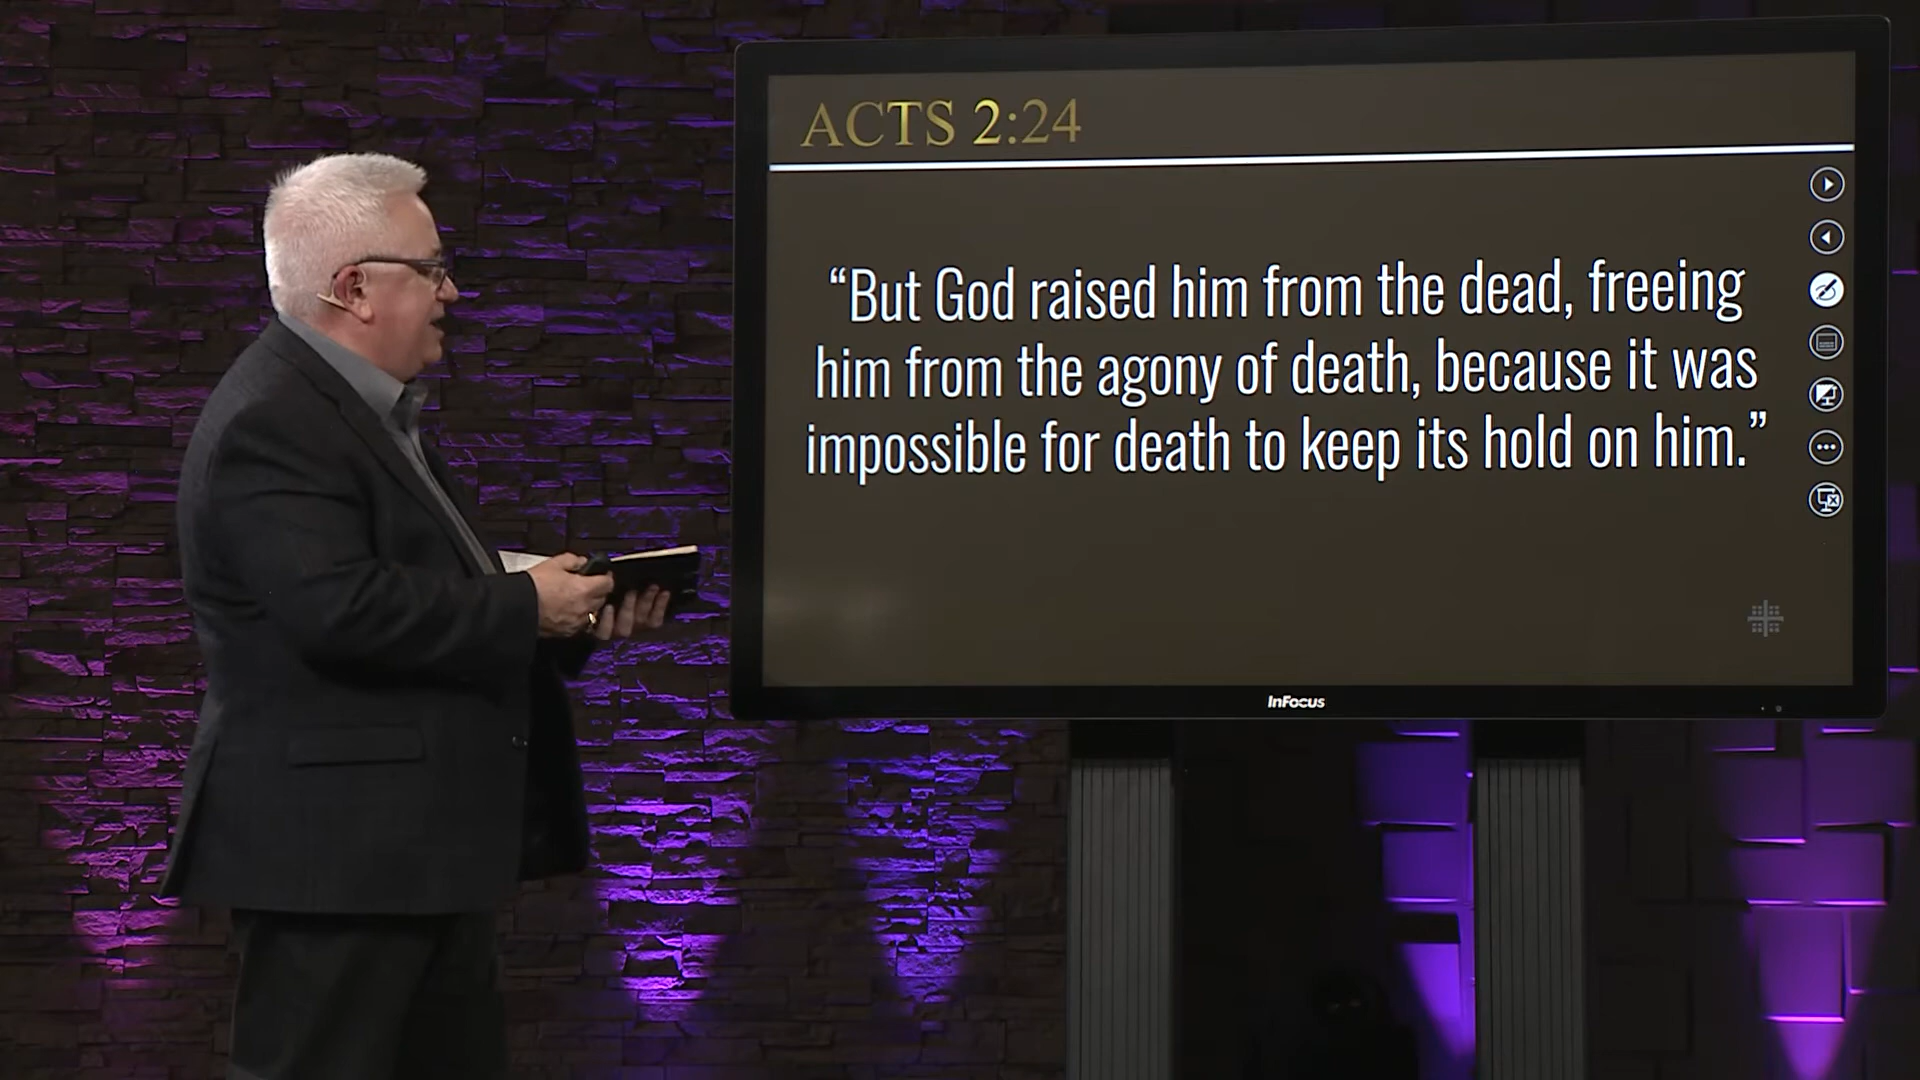 ACTS 2:24
“But God raised him from the dead, freeing
him from the agony of death, because it was
impossible for death to keep its hold on him.”
InFocus